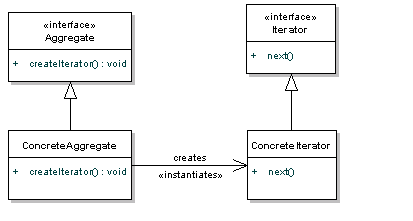 «interface»
Aggregate
+ createIterator() : void
«interface»
Iterator
+ next()
ConcreteAggregate
+ createIterator() : void
creates
«instantiates»
ConcreteIterator
+ next()